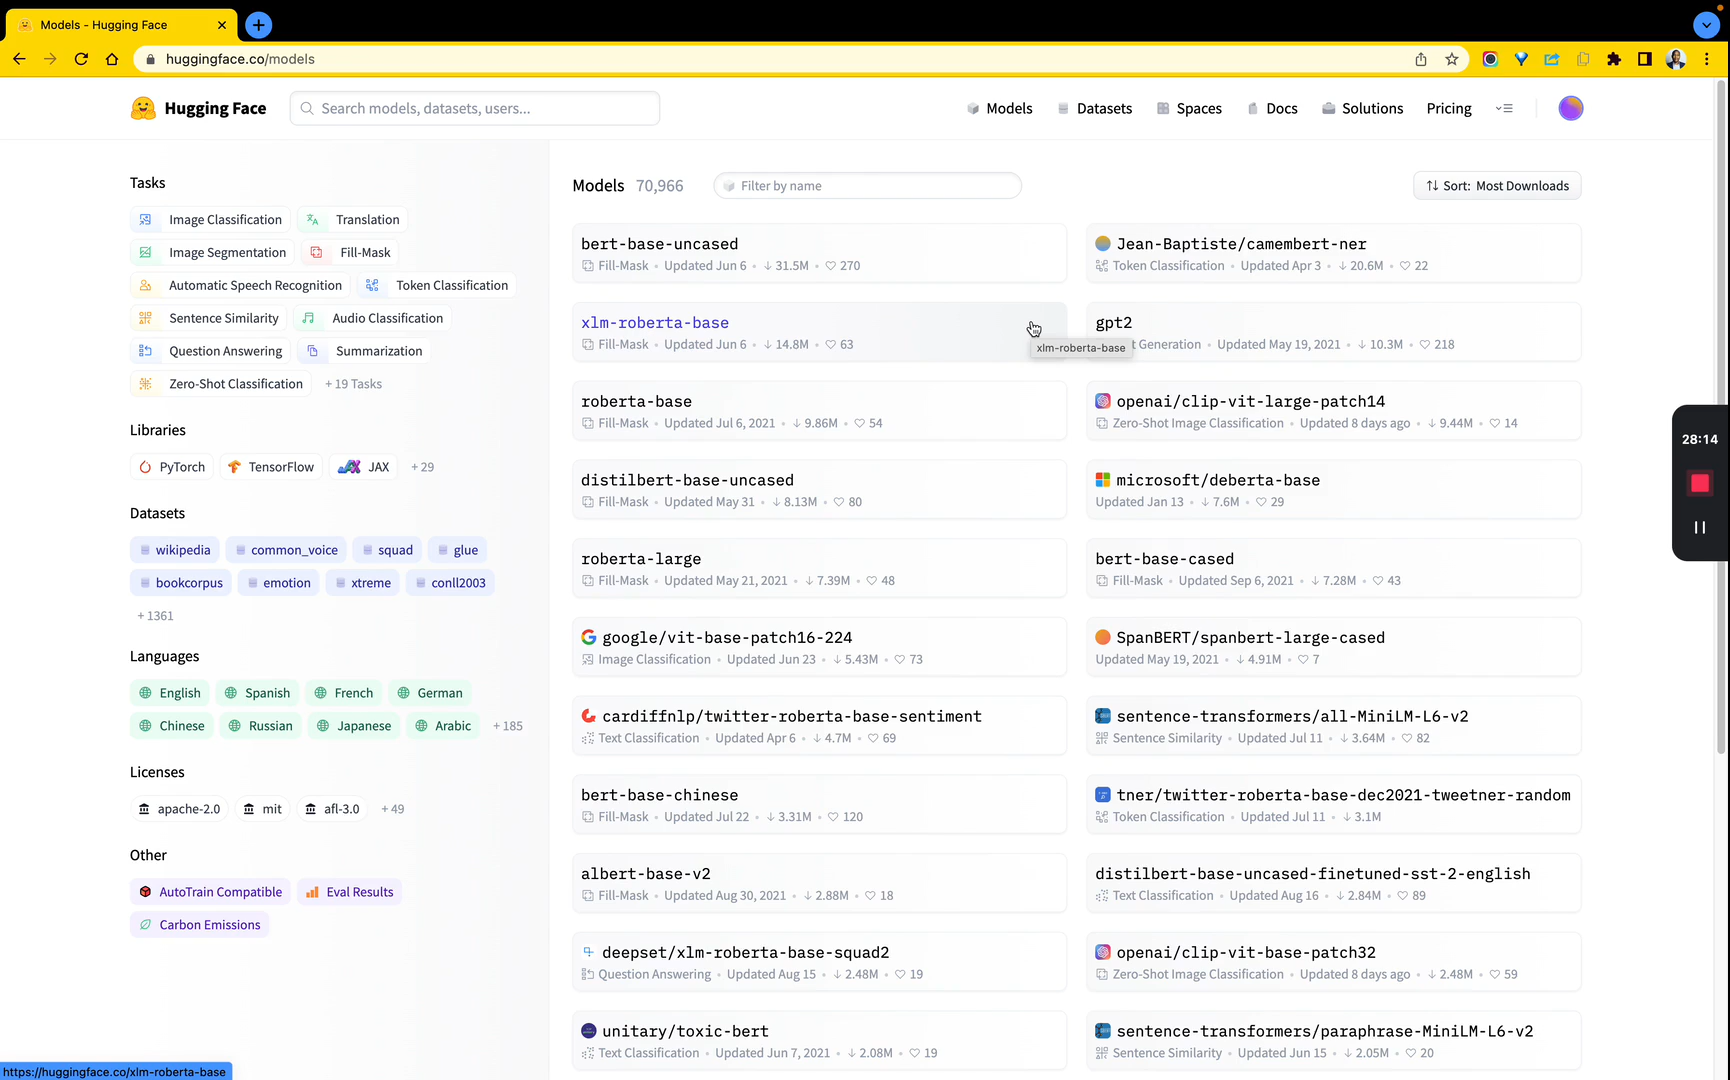 Models - Hugging Face
huggingface.co/models
Hugging Face
Search models, datasets, users...
Models
Datasets
Spaces
Docs
Solutions
Pricing
Tasks
Image Classification
Translation
Image Segmentation
Fill-Mask
Automatic Speech Recognition
Token Classification
Sentence Similarity
Audio Classification
Question Answering
Summarization
Zero-Shot Classification
+ 19 Tasks
Libraries
PyTorch
TensorFlow
JAX
+ 29
Datasets
wikipedia
common_voice
squad
glue
bookcorpus
emotion
xtreme
conll2003
+ 1361
Languages
English
Spanish
French
German
Chinese
Russian
Japanese
Arabic
+ 185
Licenses
apache-2.0
mit
afl-3.0
+ 49
Other
AutoTrain Compatible
Eval Results
Carbon Emissions
Models 70,966
Filter by name
Sort: Most Downloads
bert-base-uncased
Fill-Mask • Updated Jun 6 • ↓ 31.5M • ♡ 270
Jean-Baptiste/camembert-ner
Token Classification • Updated Apr 3 • ↓ 20.6M • ♡ 22
xlm-roberta-base
Fill-Mask • Updated Jun 6 • ↓ 14.8M • ♡ 63
gpt2
Generation • Updated May 19, 2021 • ↓ 10.3M • ♡ 218
xlm-roberta-base
roberta-base
Fill-Mask • Updated Jul 6, 2021 • ↓ 9.86M • ♡ 54
openai/clip-vit-large-patch14
Zero-Shot Image Classification • Updated 8 days ago • ↓ 9.44M • ♡ 14
distilbert-base-uncased
Fill-Mask • Updated May 31 • ↓ 8.13M • ♡ 80
microsoft/deberta-base
Updated Jan 13 • ↓ 7.6M • ♡ 29
roberta-large
Fill-Mask • Updated May 21, 2021 • ↓ 7.39M • ♡ 48
bert-base-cased
Fill-Mask • Updated Sep 6, 2021 • ↓ 7.28M • ♡ 43
google/vit-base-patch16-224
Image Classification • Updated Jun 23 • ↓ 5.43M • ♡ 73
SpanBERT/spanbert-large-cased
Updated May 19, 2021 • ↓ 4.91M • ♡ 7
cardiffnlp/twitter-roberta-base-sentiment
Text Classification • Updated Apr 6 • ↓ 4.7M • ♡ 69
sentence-transformers/all-MiniLM-L6-v2
Sentence Similarity • Updated Jul 11 • ↓ 3.64M • ♡ 82
bert-base-chinese
Fill-Mask • Updated Jul 22 • ↓ 3.31M • ♡ 120
tner/twitter-roberta-base-dec2021-tweetner-random
Token Classification • Updated Jul 11 • ↓ 3.1M
albert-base-v2
Fill-Mask • Updated Aug 30, 2021 • ↓ 2.88M • ♡ 18
distilbert-base-uncased-finetuned-sst-2-english
Text Classification • Updated Aug 16 • ↓ 2.84M • ♡ 89
deepset/xlm-roberta-base-squad2
Question Answering • Updated Aug 15 • ↓ 2.48M • ♡ 19
openai/clip-vit-base-patch32
Zero-Shot Image Classification • Updated 8 days ago • ↓ 2.48M • ♡ 59
unitary/toxic-bert
Text Classification • Updated Jun 7, 2021 • ↓ 2.08M • ♡ 19
sentence-transformers/paraphrase-MiniLM-L6-v2
Sentence Similarity • Updated Jun 15 • ↓ 2.05M • ♡ 20
28:14
https://huggingface.co/xlm-roberta-base